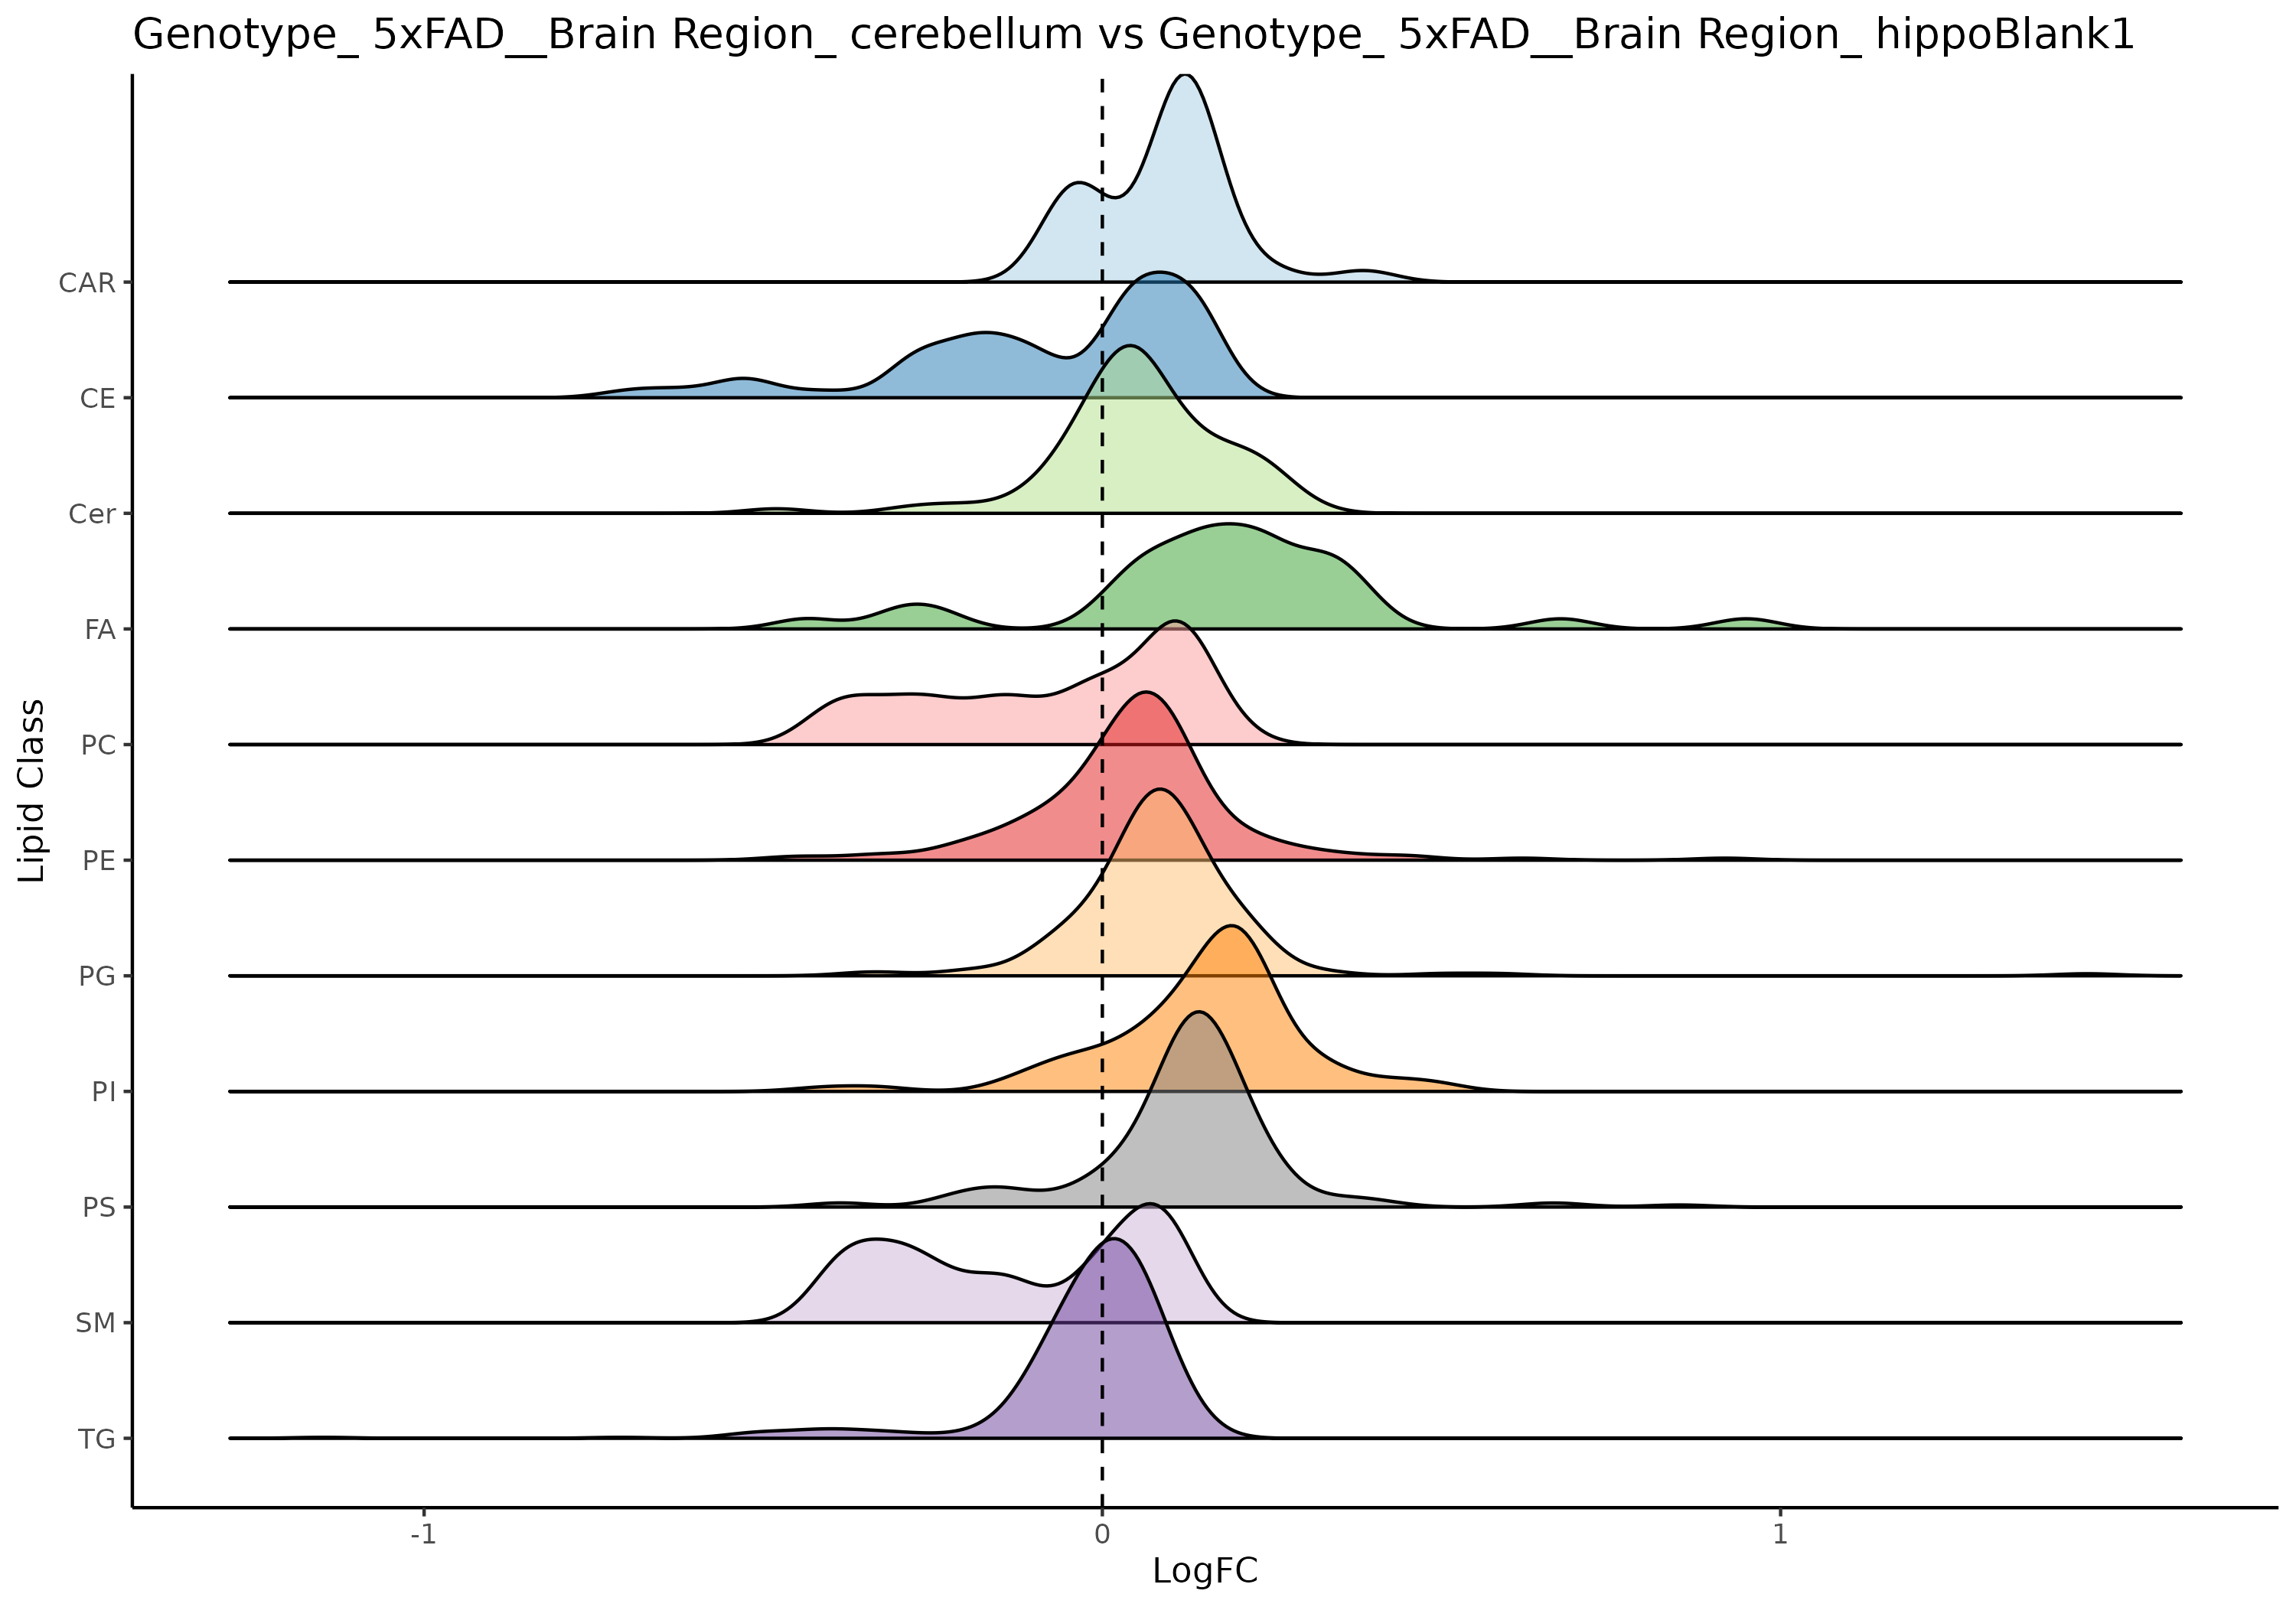 Genotype_ 5xFAD__Brain Region_ cerebellum vs Genotype_ 5xFAD__Brain Region_ hippoBlank1
Lipid Class
CAR
CE
Cer
FA
PC
PE
PG
PI
PS
SM
TG
-1 0 1
LogFC